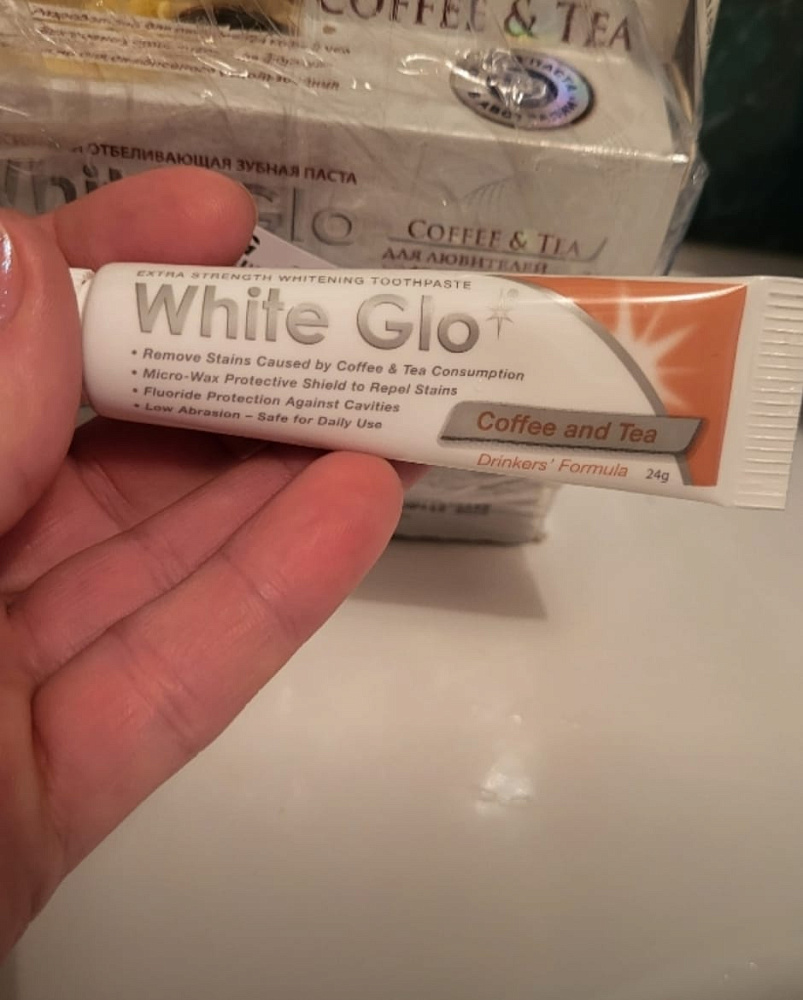 COFFEE & TEA
ОТБЕЛИВАЮЩАЯ ЗУБНАЯ ПАСТА
Glo
COFFEE & TEA
ДЛЯ ЛЮБИТЕЛЕЙ
EXTRA STRENGTH WHITENING TOOTHPASTE
White Glo
• Remove Stains Caused by Coffee & Tea Consumption
• Micro-Wax Protective Shield to Repel Stains
• Fluoride Protection Against Cavities
• Low Abrasion – Safe for Daily Use
Coffee and Tea
Drinkers' Formula 24g